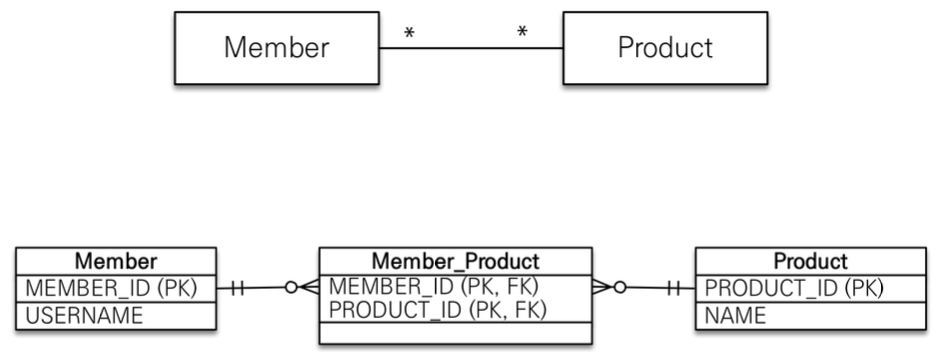 Member
*
*
Product
Member
MEMBER_ID (PK)
USERNAME
Member_Product
MEMBER_ID (PK, FK)
PRODUCT_ID (PK, FK)
Product
PRODUCT_ID (PK)
NAME